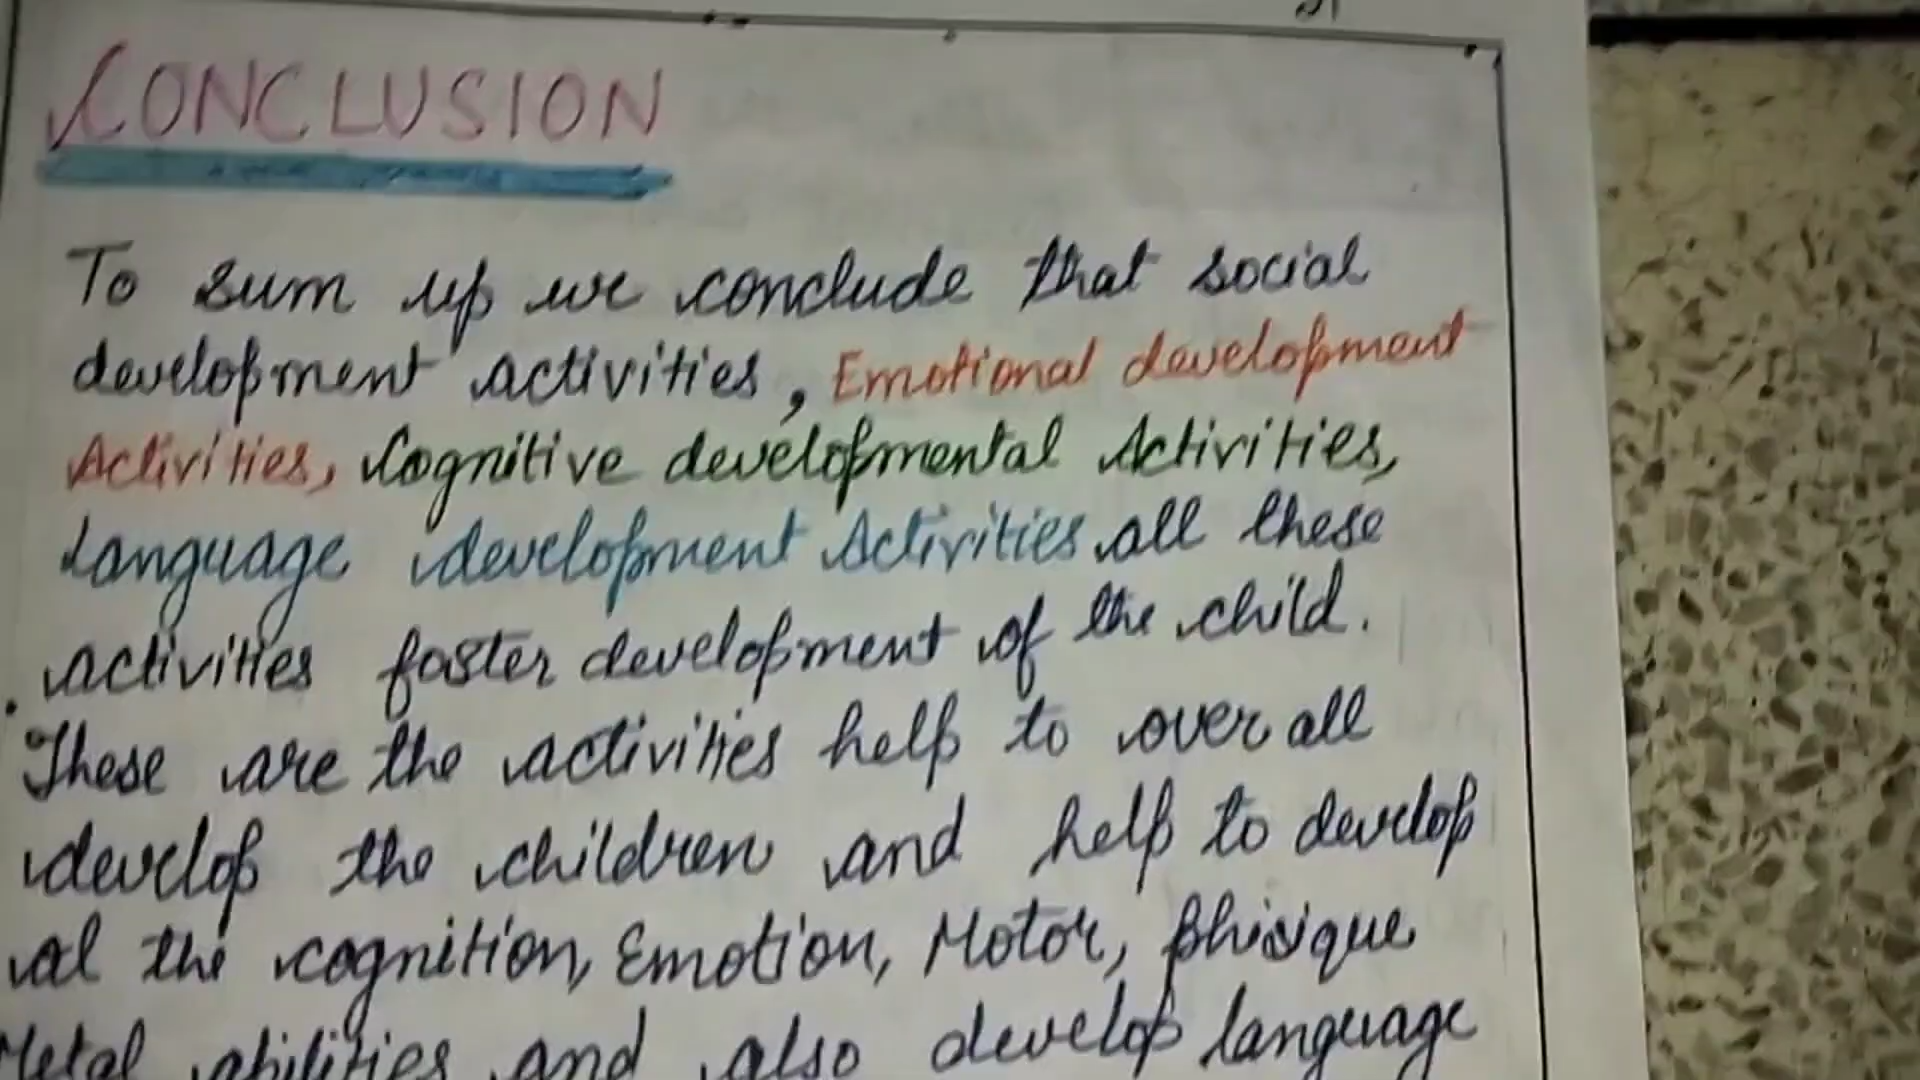 CONCLUSION
To sum up we conclude that social
development activities, Emotional development
Activities, Cognitive developmental Activities,
Language development Activities all these
activities foster development of the child.
These are the activities help to over all
develop the children and help to develop
al the cognition, Emotion, Motor, phisique
Metal abilities and also develop language